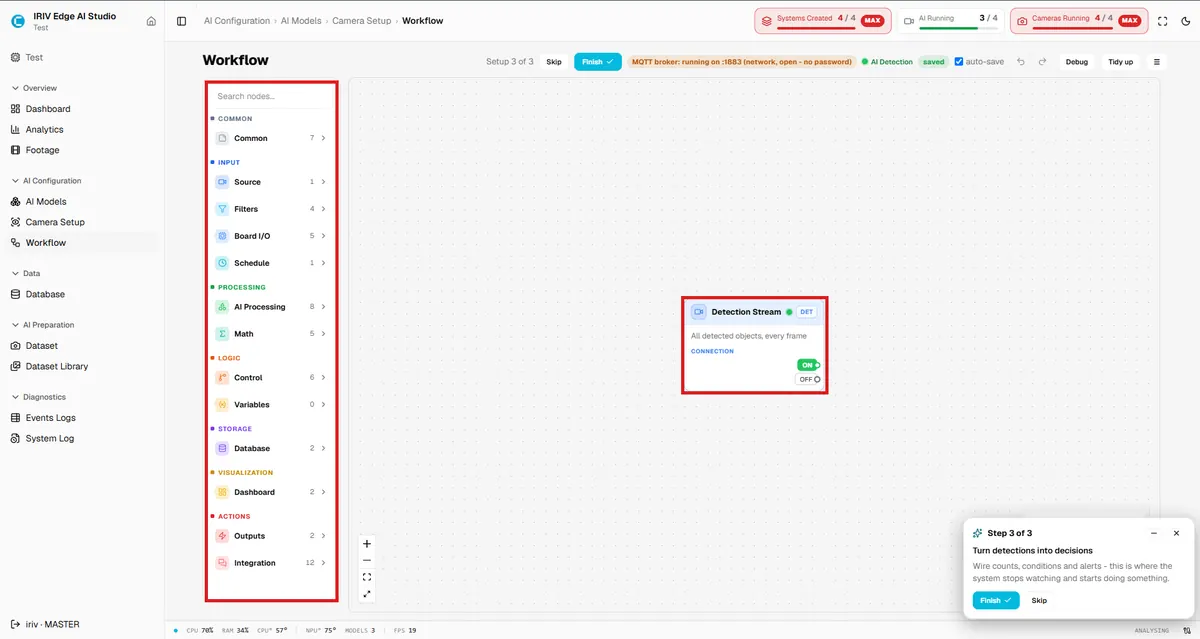 IRIV Edge AI Studio
Test
Test
Overview
Dashboard
Analytics
Footage
AI Configuration
AI Models
Camera Setup
Workflow
Data
Database
AI Preparation
Dataset
Dataset Library
Diagnostics
Events Logs
System Log
iriv · MASTER
AI Configuration › AI Models › Camera Setup › Workflow
Systems Created 4 / 4 MAX
AI Running 3 / 4
Cameras Running 4 / 4 MAX
Workflow
Setup 3 of 3
Skip
Finish
MQTT broker: running on :1883 (network, open - no password)
AI Detection
saved
auto-save
Debug
Tidy up
Search nodes...
COMMON
Common 7
INPUT
Source 1
Filters 4
Board I/O 5
Schedule 1
PROCESSING
AI Processing 8
Math 5
LOGIC
Control 6
Variables 0
STORAGE
Database 2
VISUALIZATION
Dashboard 2
ACTIONS
Outputs 2
Integration 12
Detection Stream DET
All detected objects, every frame
CONNECTION
ON
OFF
Step 3 of 3
Turn detections into decisions
Wire counts, conditions and alerts - this is where the
system stops watching and starts doing something.
Finish
Skip
CPU 70% RAM 34% CPU° 57° NPU° 75° MODELS 3 FPS 19
ANALYSING